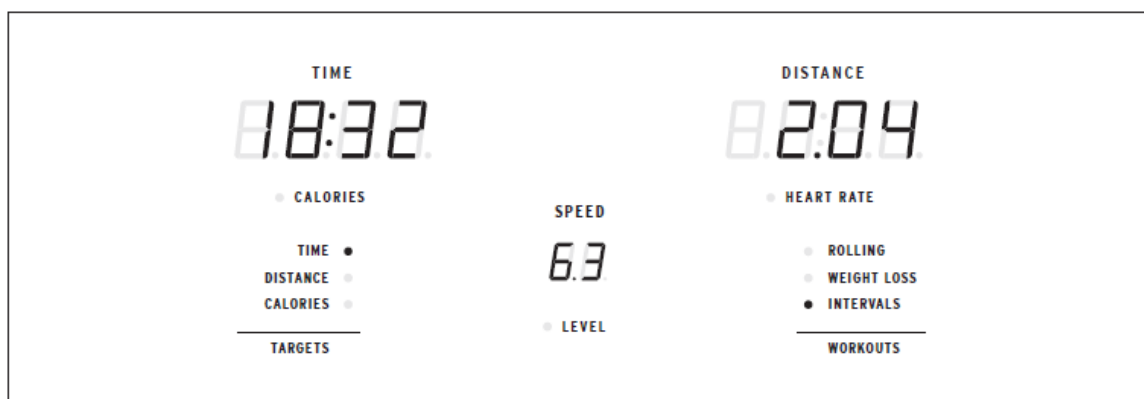 TIME
18:32
CALORIES
TIME
DISTANCE
CALORIES
TARGETS
SPEED
6.3
LEVEL
DISTANCE
2.04
HEART RATE
ROLLING
WEIGHT LOSS
INTERVALS
WORKOUTS